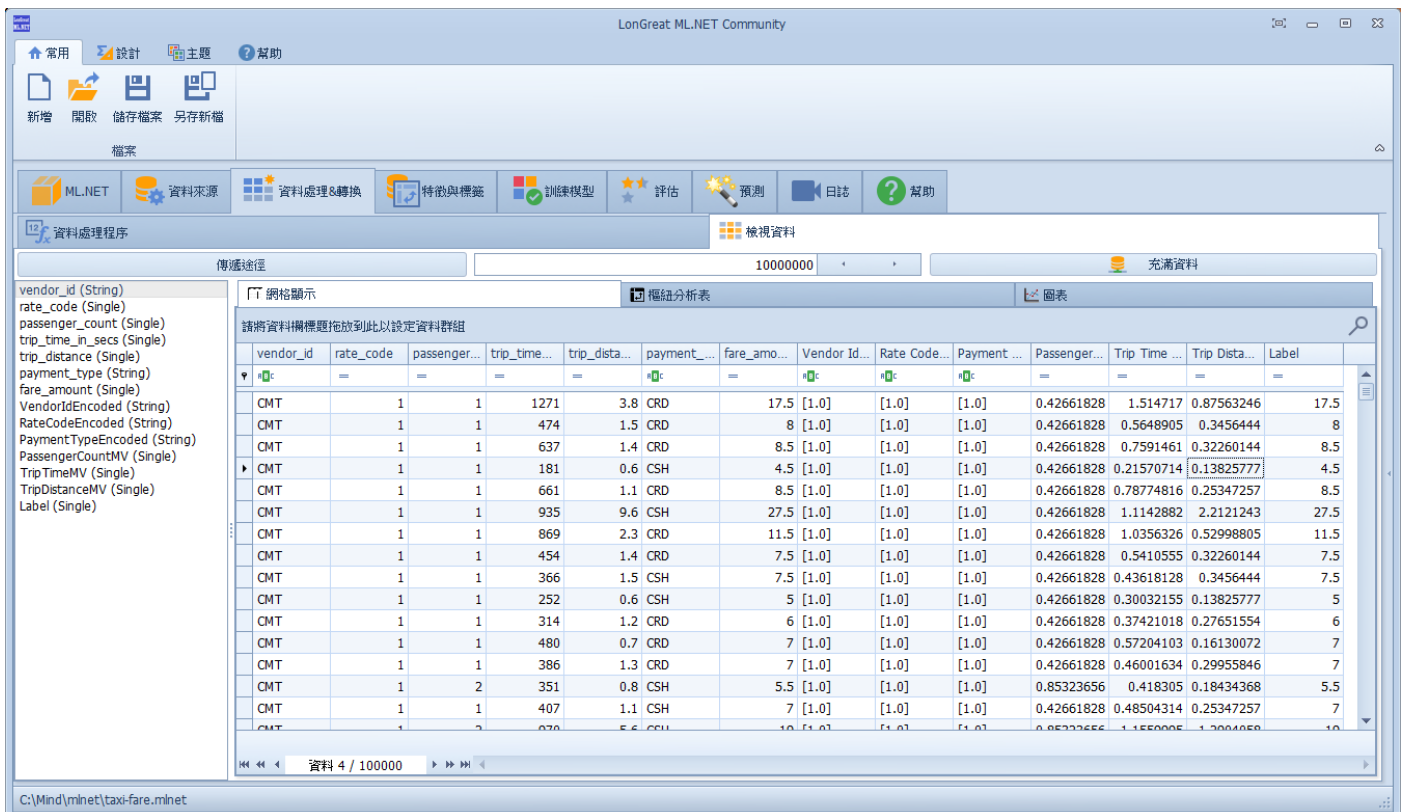 LonGreat ML.NET Community
常用 設計 主題 幫助
新增 開啟 儲存檔案 另存新檔
檔案
ML.NET 資料來源 資料處理&轉換 特徵與標籤 訓練模型 評估 預測 日誌 幫助
資料處理程序 檢視資料
傳遞途徑 10000000 充滿資料
vendor_id (String)
rate_code (Single)
passenger_count (Single)
trip_time_in_secs (Single)
trip_distance (Single)
payment_type (String)
fare_amount (Single)
VendorIdEncoded (String)
RateCodeEncoded (String)
PaymentTypeEncoded (String)
PassengerCountMV (Single)
TripTimeMV (Single)
TripDistanceMV (Single)
Label (Single)
網格顯示 樞紐分析表 圖表
請將資料欄標題拖放到此以設定資料群組
vendor_id rate_code passenger... trip_time... trip_dista... payment_... fare_amo... Vendor Id... Rate Code... Payment ... Passenger... Trip Time ... Trip Dista... Label
CMT 1 1 1271 3.8 CRD 17.5 [1.0] [1.0] [1.0] 0.42661828 1.514717 0.87563246 17.5
CMT 1 1 474 1.5 CRD 8 [1.0] [1.0] [1.0] 0.42661828 0.5648905 0.3456444 8
CMT 1 1 637 1.4 CRD 8.5 [1.0] [1.0] [1.0] 0.42661828 0.7591461 0.32260144 8.5
CMT 1 1 181 0.6 CSH 4.5 [1.0] [1.0] [1.0] 0.42661828 0.21570714 0.13825777 4.5
CMT 1 1 661 1.1 CRD 8.5 [1.0] [1.0] [1.0] 0.42661828 0.78774816 0.25347257 8.5
CMT 1 1 935 9.6 CSH 27.5 [1.0] [1.0] [1.0] 0.42661828 1.1142882 2.2121243 27.5
CMT 1 1 869 2.3 CRD 11.5 [1.0] [1.0] [1.0] 0.42661828 1.0356326 0.52998805 11.5
CMT 1 1 454 1.4 CRD 7.5 [1.0] [1.0] [1.0] 0.42661828 0.5410555 0.32260144 7.5
CMT 1 1 366 1.5 CSH 7.5 [1.0] [1.0] [1.0] 0.42661828 0.43618128 0.3456444 7.5
CMT 1 1 252 0.6 CSH 5 [1.0] [1.0] [1.0] 0.42661828 0.30032155 0.13825777 5
CMT 1 1 314 1.2 CRD 6 [1.0] [1.0] [1.0] 0.42661828 0.37421018 0.27651554 6
CMT 1 1 480 0.7 CRD 7 [1.0] [1.0] [1.0] 0.42661828 0.57204103 0.16130072 7
CMT 1 1 386 1.3 CRD 7 [1.0] [1.0] [1.0] 0.42661828 0.46001634 0.29955846 7
CMT 1 2 351 0.8 CSH 5.5 [1.0] [1.0] [1.0] 0.85323656 0.418305 0.18434368 5.5
CMT 1 1 407 1.1 CSH 7 [1.0] [1.0] [1.0] 0.42661828 0.48504314 0.25347257 7
資料 4 / 100000
C:\Mind\mlnet\taxi-fare.mlnet